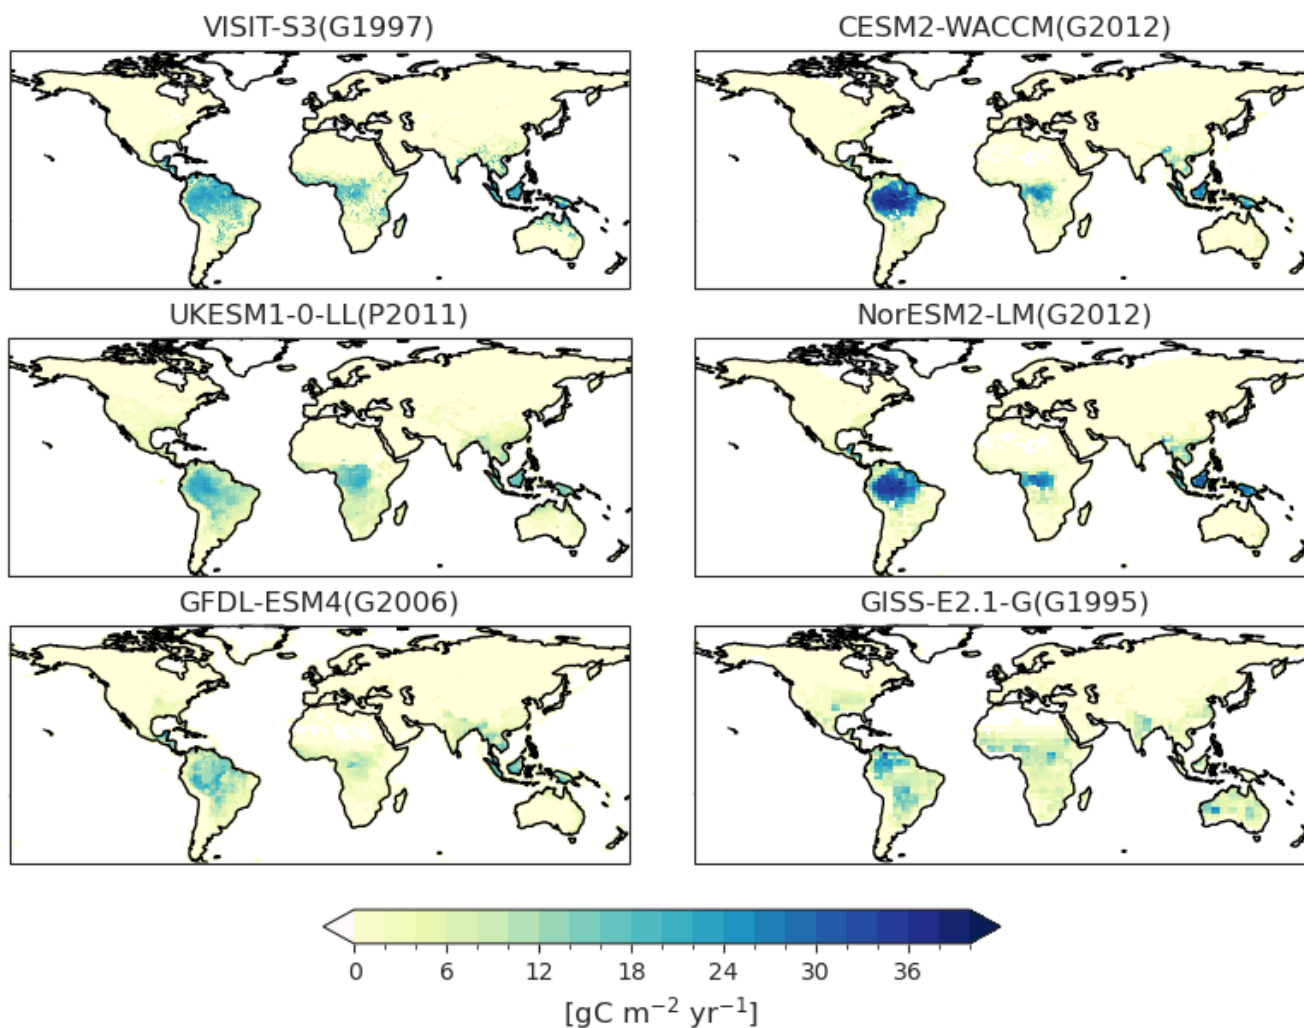 VISIT-S3(G1997) CESM2-WACCM(G2012)
UKESM1-0-LL(P2011) NorESM2-LM(G2012)
GFDL-ESM4(G2006) GISS-E2.1-G(G1995)
0 6 12 18 24 30 36
[gC m⁻² yr⁻¹]